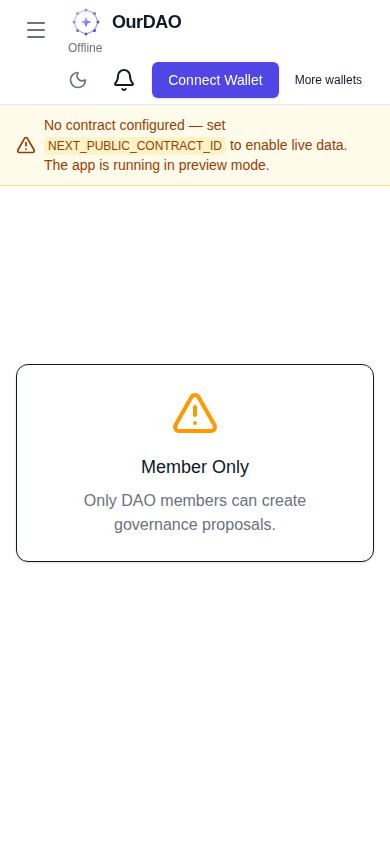 OurDAO
Offline
Connect Wallet
More wallets
No contract configured — set
NEXT_PUBLIC_CONTRACT_ID to enable live data.
The app is running in preview mode.
Member Only
Only DAO members can create
governance proposals.